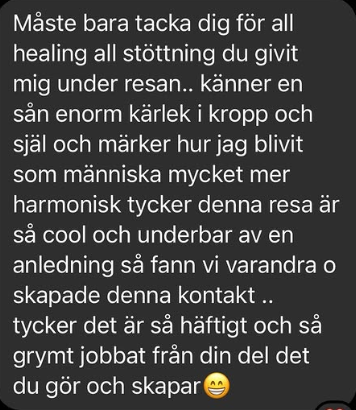 Måste bara tacka dig för all
healing all stöttning du givit
mig under resan.. känner en
sån enorm kärlek i kropp och
själ och märker hur jag blivit
som människa mycket mer
harmonisk tycker denna resa är
så cool och underbar av en
anledning så fann vi varandra o
skapade denna kontakt ..
tycker det är så häftigt och så
grymt jobbat från din del det
du gör och skapar😁